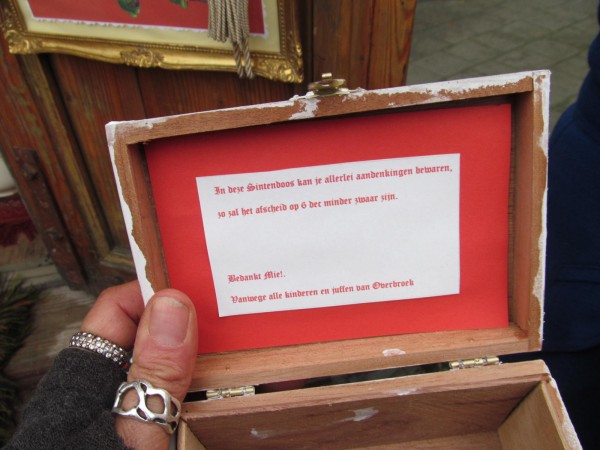 In deze Sintendoos kan je allerlei aandenkingen bewaren,
zo zal het afscheid op 6 dec minder zwaar zijn.
Bedankt Mie!.
Vanwege alle kinderen en juffen van Overbroek